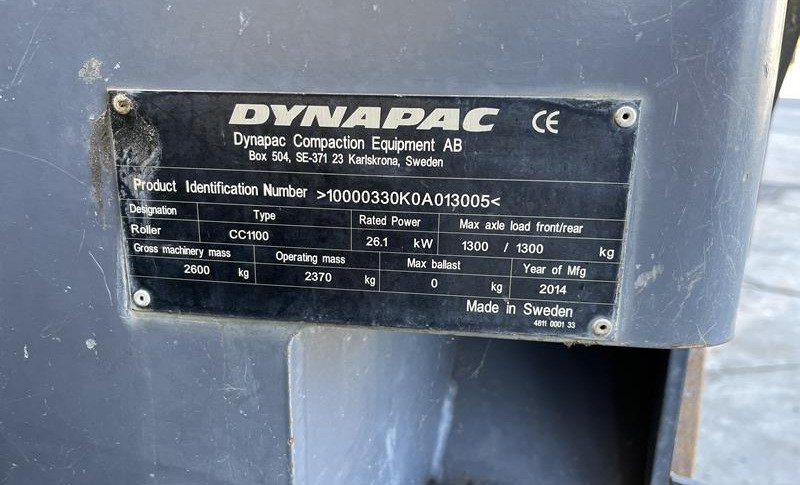 DYNAPAC CE
Dynapac Compaction Equipment AB
Box 504, SE-371 23 Karlskrona, Sweden
Product Identification Number >10000330K0A013005<
Designation Type Rated Power Max axle load front/rear
Roller CC1100 26.1 kW 1300 / 1300 kg
Gross machinery mass Operating mass Max ballast Year of Mfg
2600 kg 2370 kg 0 kg 2014
Made in Sweden
4811 0001 33